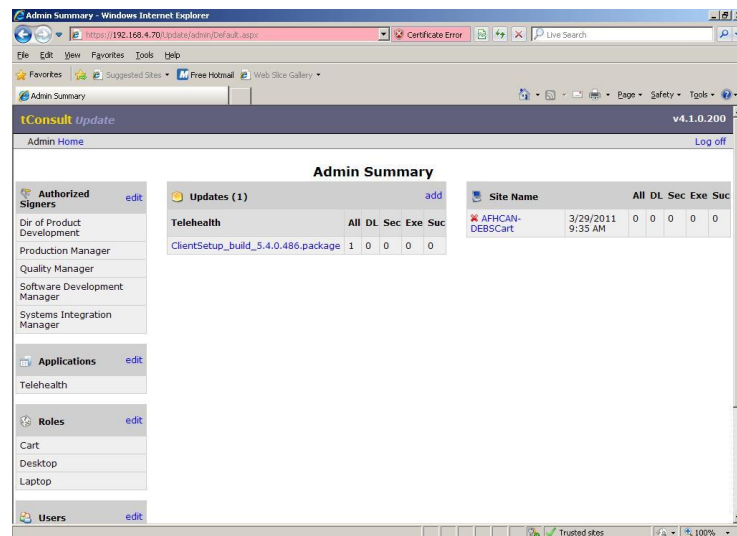 Admin Summary - Windows Internet Explorer
https://192.168.4.70/Update/admin/Default.aspx
Certificate Error
Live Search
File Edit View Favorites Tools Help
Favorites
Suggested Sites
Free Hotmail
Web Slice Gallery
Admin Summary
Page
Safety
Tools
tConsult Update
v4.1.0.200
Admin Home
Log off
Admin Summary
Authorized Signers
edit
Dir of Product
Development
Production Manager
Quality Manager
Software Development
Manager
Systems Integration
Manager
Applications
edit
Telehealth
Roles
edit
Cart
Desktop
Laptop
Users
edit
Updates (1)
add
Telehealth All DL Sec Exe Suc
ClientSetup_build_5.4.0.486.package 1 0 0 0 0
Site Name All DL Sec Exe Suc
AFHCAN-
DEBSCart
3/29/2011
9:35 AM
0 0 0 0 0
Trusted sites
100%